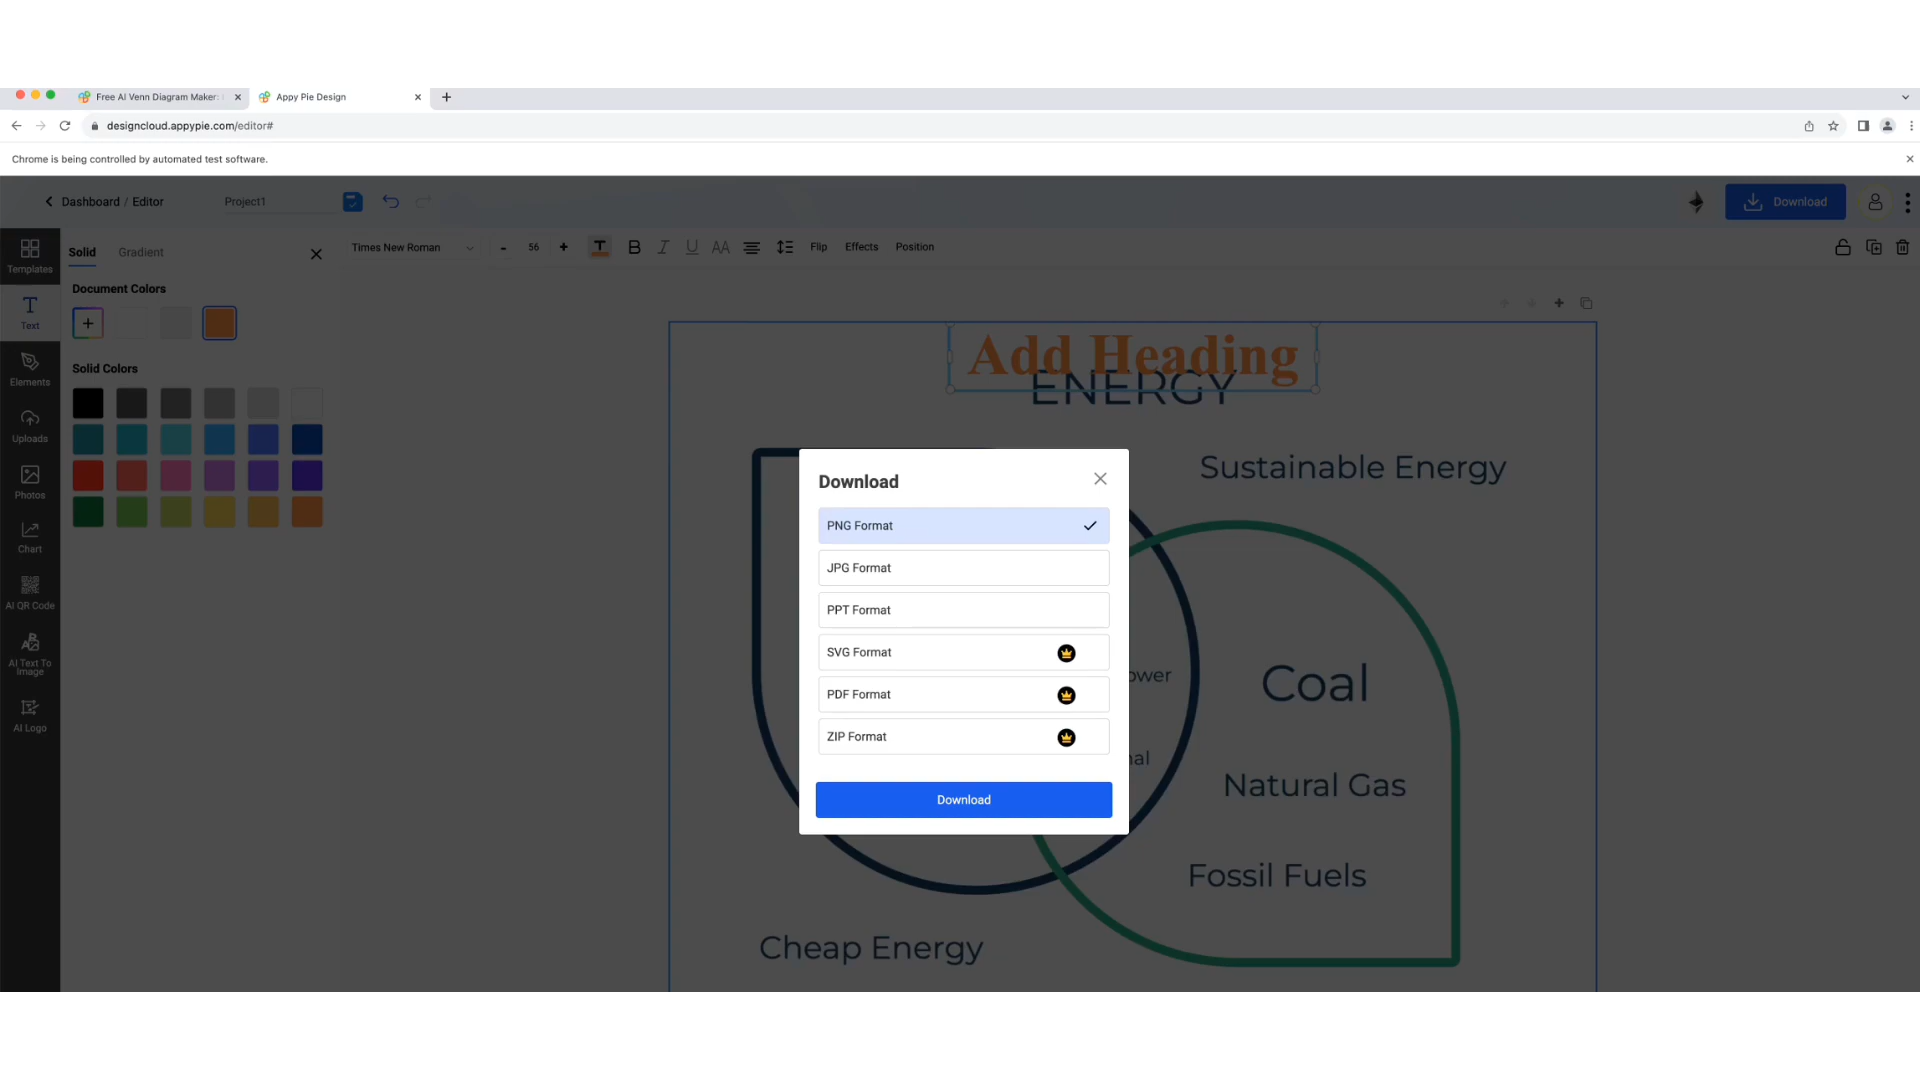 Free AI Venn Diagram Maker:
Appy Pie Design
designcloud.appypie.com/editor#
Chrome is being controlled by automated test software.
Dashboard / Editor
Project1
Download
Templates
Text
Elements
Uploads
Photos
Chart
AI QR Code
AI Text To
Image
AI Logo
Solid
Gradient
Document Colors
Solid Colors
Times New Roman
- 56 +
T B I U AA
Flip
Effects
Position
Add Heading
ENERGY
Sustainable Energy
Coal
Natural Gas
Fossil Fuels
Cheap Energy
Download
PNG Format
JPG Format
PPT Format
SVG Format
PDF Format
ZIP Format
Download